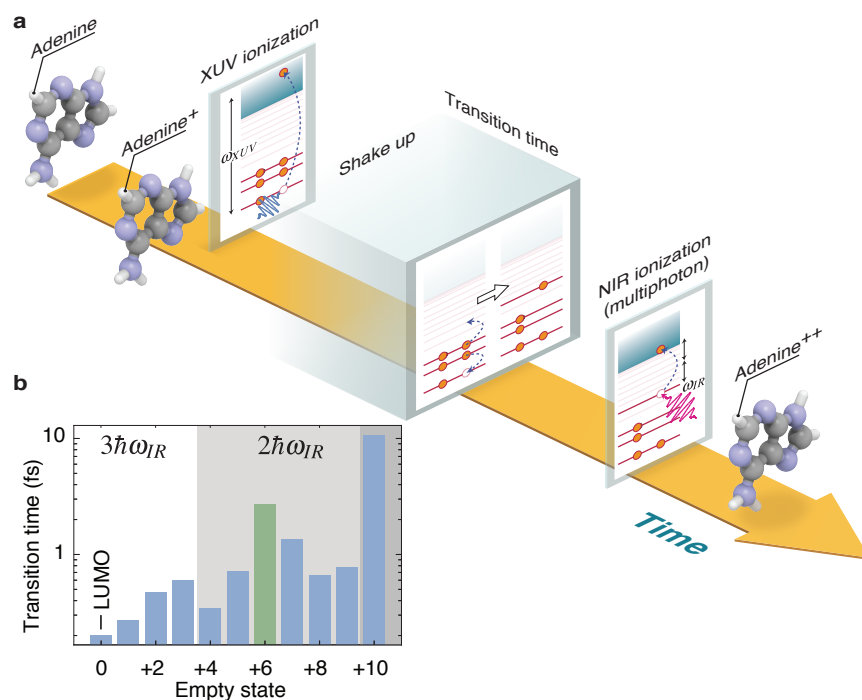 a
Adenine
Adenine+
XUV ionization
ωXUV
Shake up
Transition time
NIR ionization
(multiphoton)
ωIR
Adenine++
Time
b
3ħωIR
2ħωIR
Transition time (fs)
10
1
– LUMO
0
+2
+4
+6
+8
+10
Empty state